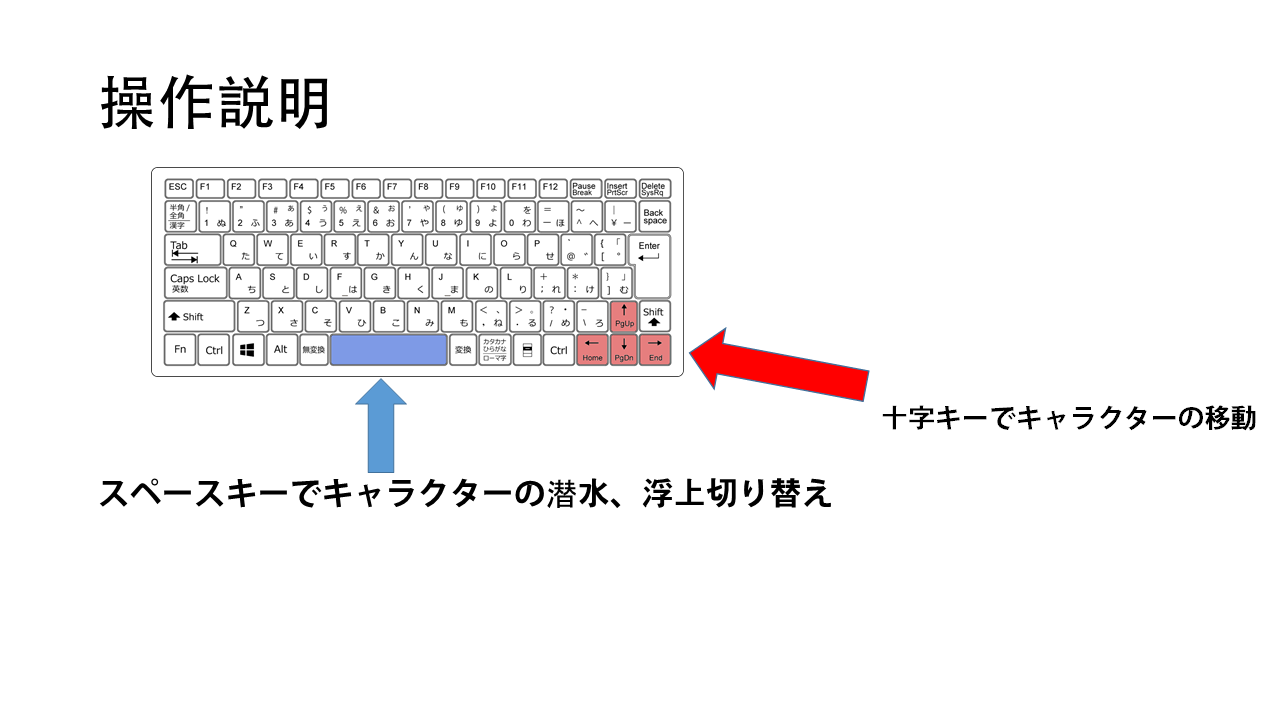 操作説明
ESC F1 F2 F3 F4 F5 F6 F7 F8 F9 F10 F11 F12 Pause Break Insert PrtScr Delete SysRq
半角/全角 漢字 ! 1 ぬ " 2 ふ # ぁ 3 あ $ ぅ 4 う % ぇ 5 え & ぉ 6 お ' ゃ 7 や ( ゅ 8 ゆ ) ょ 9 よ を 0 わ = ー ほ ～ ^ へ | ¥ ー Back space
Tab Q た W て E い R す T か Y ん U な I に O ら P せ ` @ ゛ { 「 [ ゜ Enter
Caps Lock 英数 A ち S と D し F は G き H く J ま K の L り + ; れ * : け } 」 ] む
Shift Z つ X さ C そ V ひ B こ N み M も < 、 , ね > 。 . る ? ・ / め \ ろ ↑ PgUp Shift
Fn Ctrl Alt 無変換 変換 カタカナ ひらがな ローマ字 Ctrl ← Home ↓ PgDn → End
十字キーでキャラクターの移動
スペースキーでキャラクターの潜水、浮上切り替え